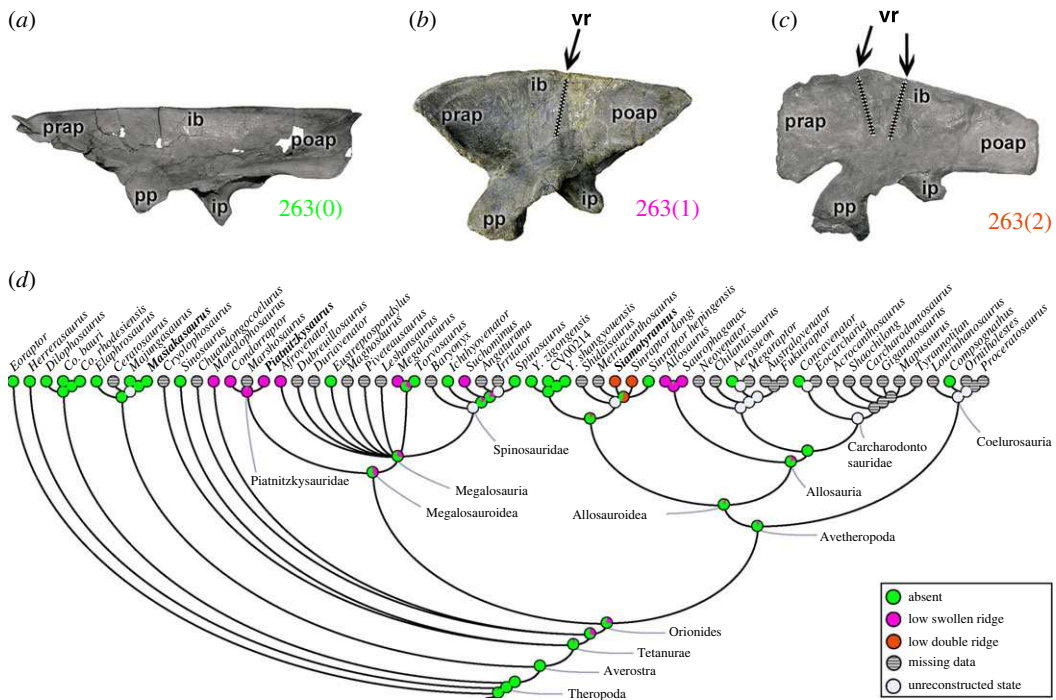 (a)
(b)
(c)
vr
vr
prap
ib
poap
pp
ip
263(0)
prap
ib
poap
pp
ip
263(1)
prap
ib
poap
pp
ip
263(2)
(d)
Eoraptor
Herrerasaurus
Dilophosaurus
Co. bauri
Co. rhodesiensis
Elaphrosaurus
Ceratosaurus
Majungasaurus
Masiakasaurus
Cryolophosaurus
Sinosaurus
Chuandongocoelurus
Monolophosaurus
Condorraptor
Marshosaurus
Piatnitzkysaurus
Afrovenator
Dubreuillosaurus
Duriavenator
Eustreptospondylus
Magnosaurus
Piveteausaurus
Leshansaurus
Megalosaurus
Torvosaurus
Baryonyx
Ichthyovenator
Suchomimus
Angaturama
Irritator
Spinosaurus
Y. zigongensis
CV00214
Y. shangyouensis
Shidaisaurus
Metriacanthosaurus
Siamotyrannus
Sinraptor dongi
Sinraptor hepingensis
Allosaurus
Saurophaganax
Neovenator
Chilantaisaurus
Aerosteon
Megaraptor
Australovenator
Fukuiraptor
Concavenator
Eocarcharia
Acrocanthosaurus
Shaochilong
Carcharodontosaurus
Giganotosaurus
Mapusaurus
Tyrannotitan
Lourinhanosaurus
Compsognathus
Ornitholestes
Proceratosaurus
Piatnitzkysauridae
Megalosauria
Megalosauroidea
Spinosauridae
Allosauroidea
Allosauria
Carcharodonto
sauridae
Coelurosauria
Avetheropoda
Orionides
Tetanurae
Averostra
Theropoda
absent
low swollen ridge
low double ridge
missing data
unreconstructed state